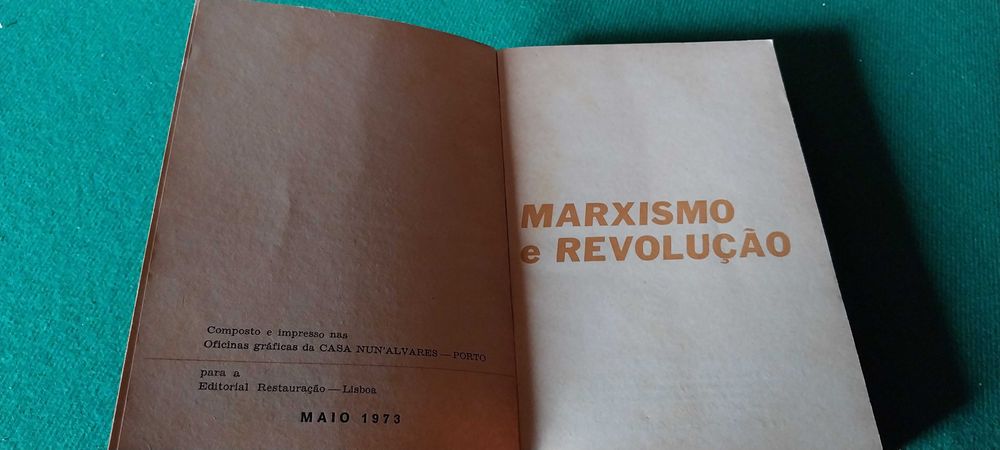 Composto e impresso nas
Oficinas gráficas da CASA NUN'ALVARES — PORTO
para a
Editorial Restauração — Lisboa
MAIO 1973
MARXISMO
e REVOLUÇÃO